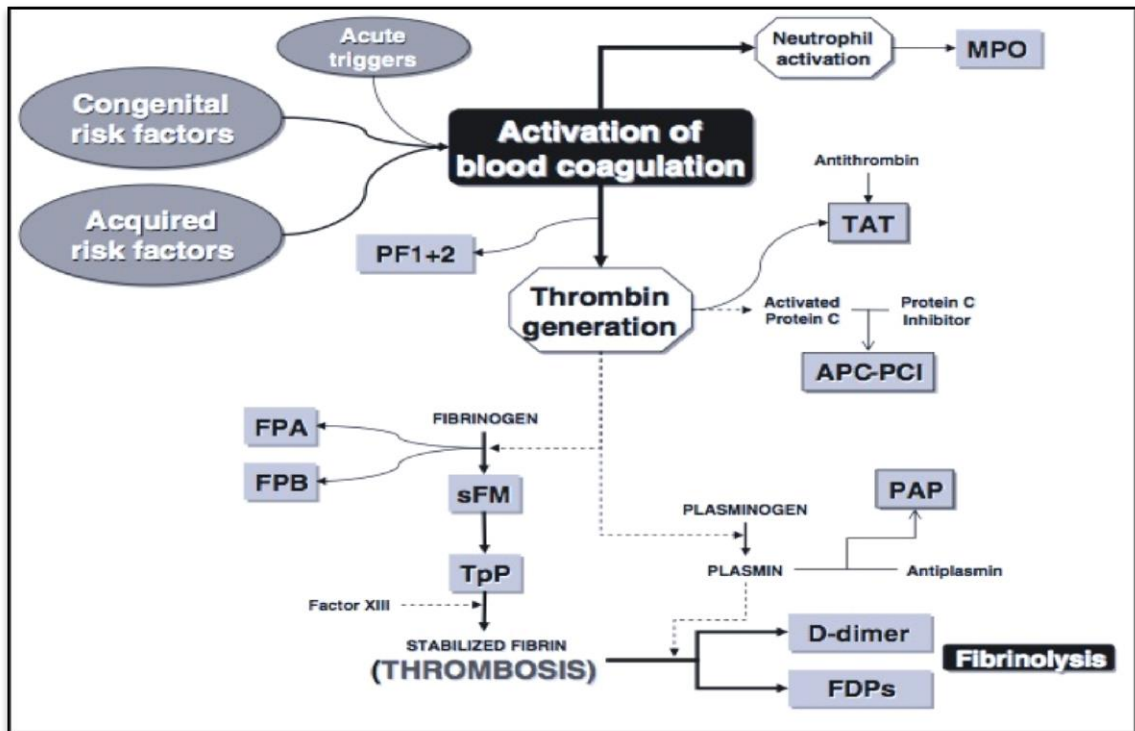 Acute
triggers
Neutrophil
activation
MPO
Congenital
risk factors
Activation of
blood coagulation
Antithrombin
Acquired
risk factors
TAT
PF1+2
Thrombin
generation
Activated
Protein C
Protein C
Inhibitor
APC-PCI
FPA
FIBRINOGEN
FPB
sFM
PAP
PLASMINOGEN
TpP
PLASMIN
Antiplasmin
Factor XIII
D-dimer
STABILIZED FIBRIN
(THROMBOSIS)
Fibrinolysis
FDPs